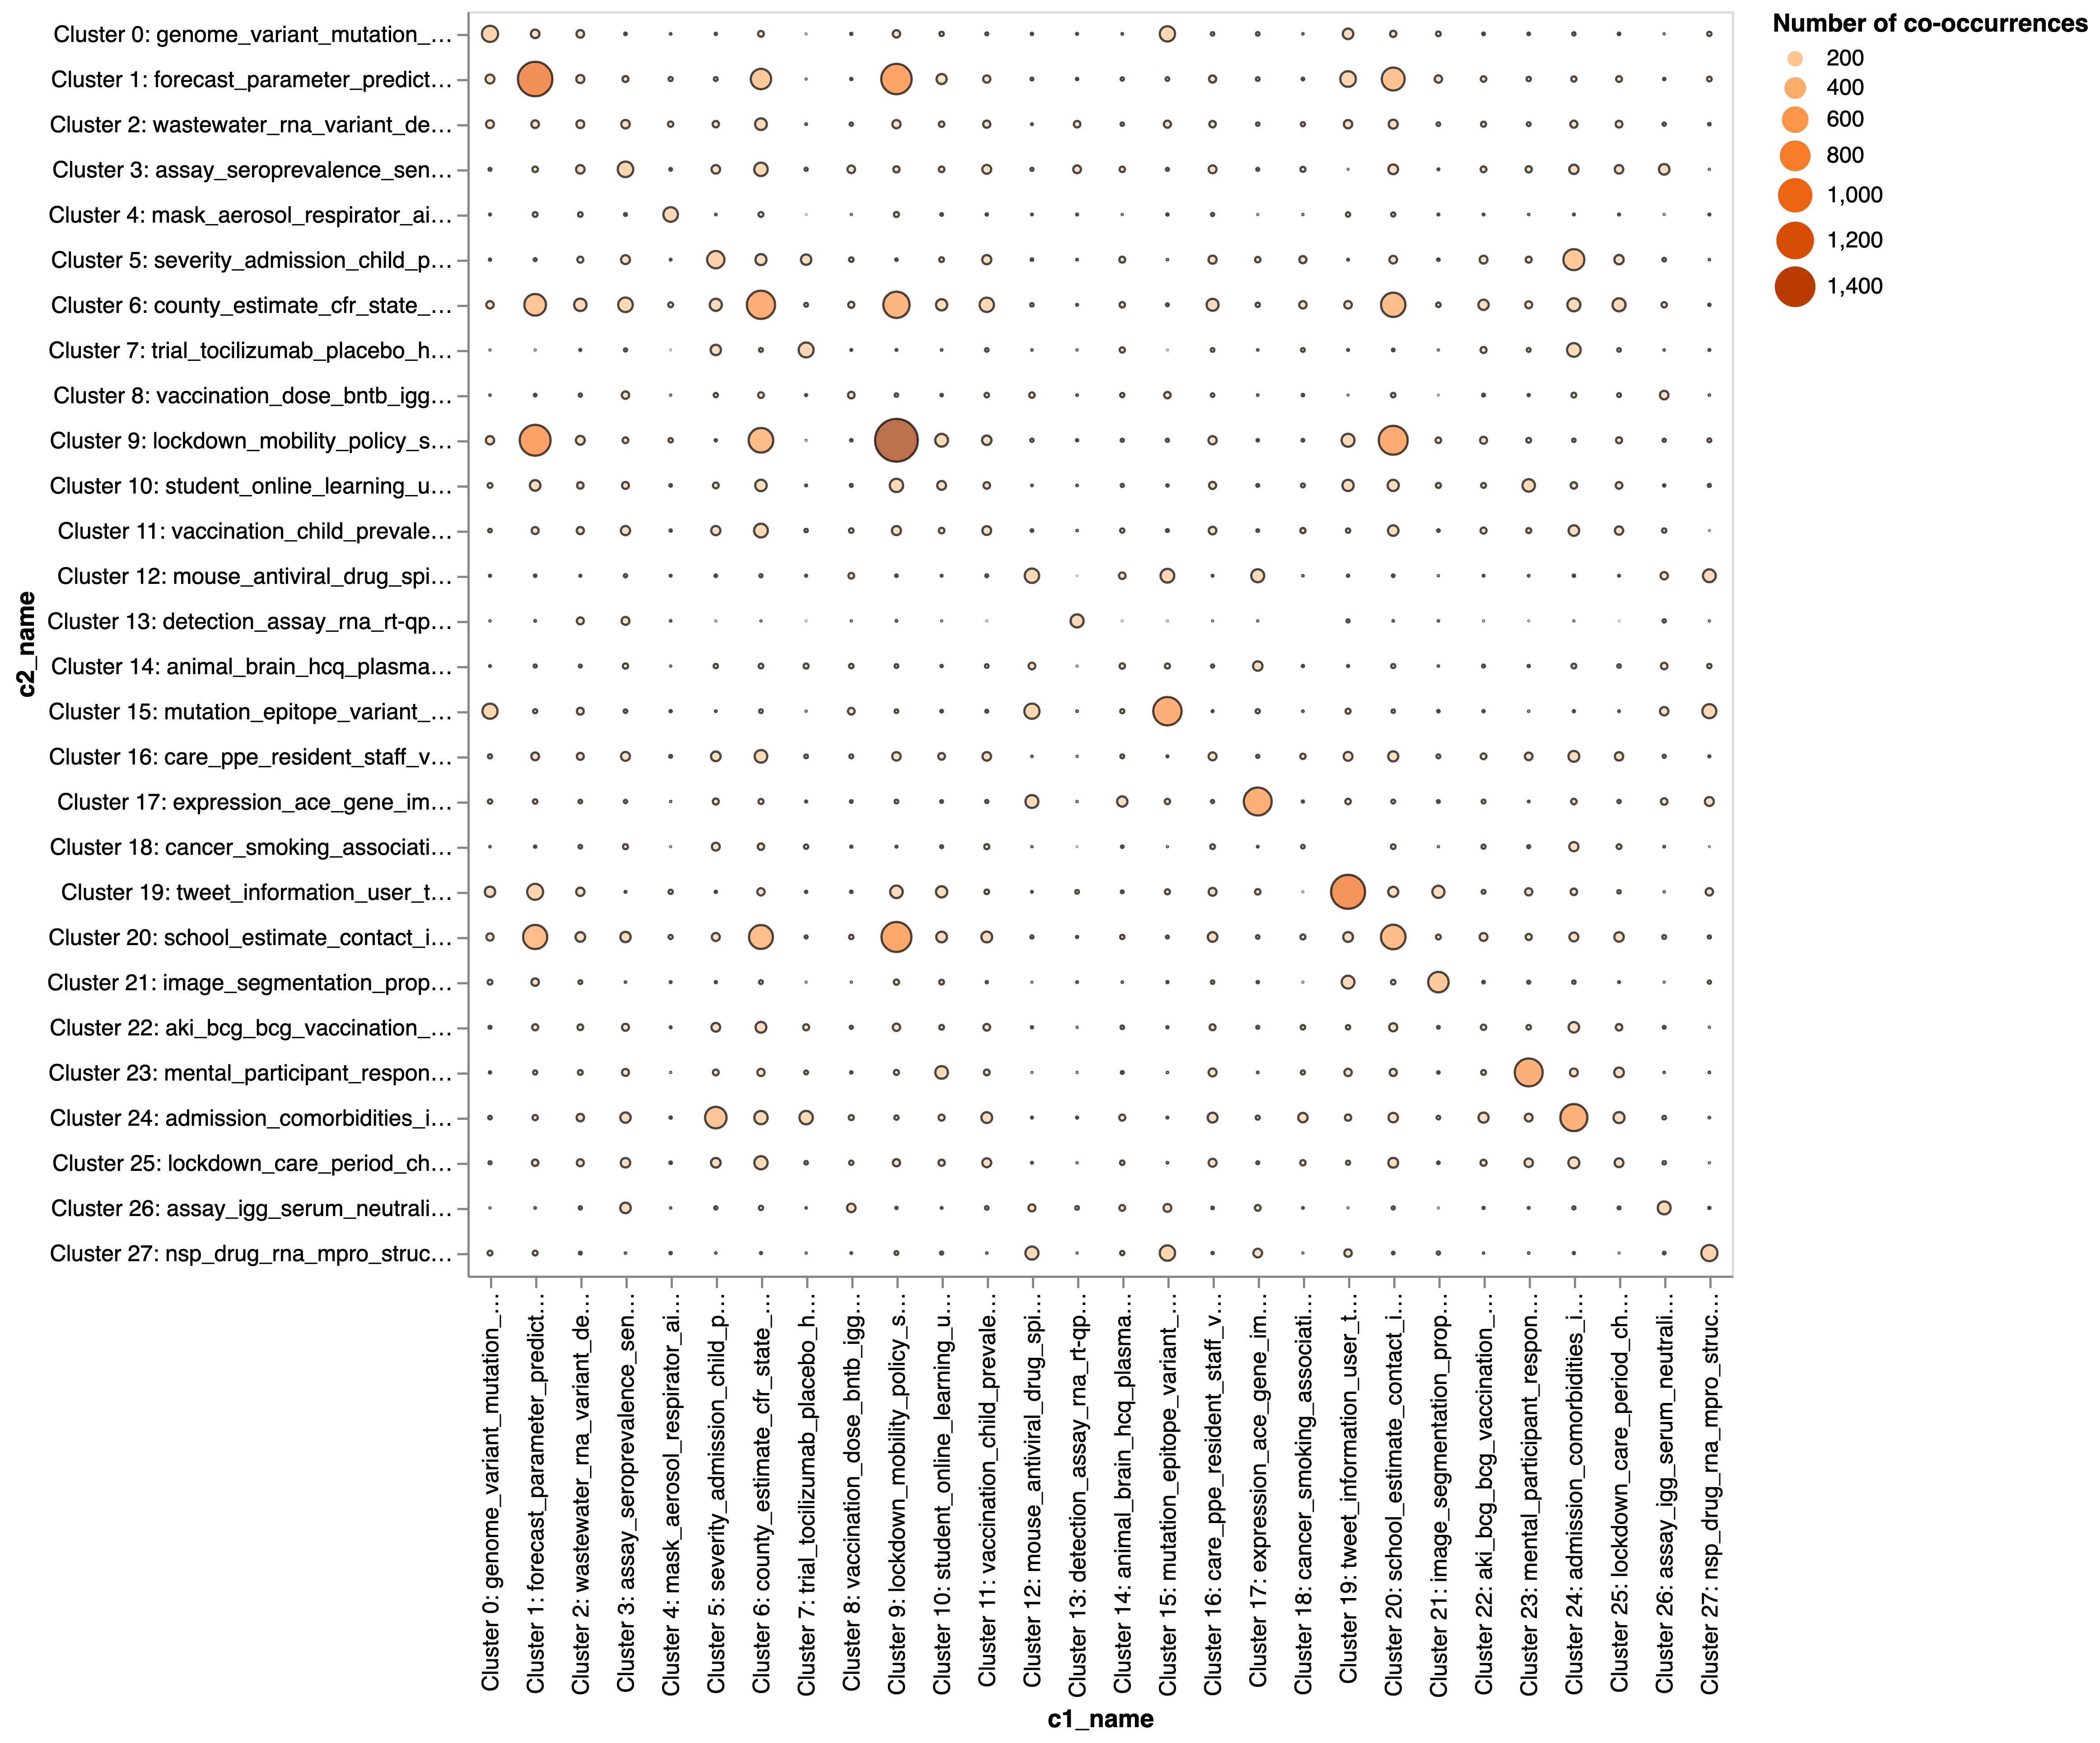 Number of co-occurrences
200
400
600
800
1,000
1,200
1,400
c2_name
Cluster 0: genome_variant_mutation_…
Cluster 1: forecast_parameter_predict…
Cluster 2: wastewater_rna_variant_de…
Cluster 3: assay_seroprevalence_sen…
Cluster 4: mask_aerosol_respirator_ai…
Cluster 5: severity_admission_child_p…
Cluster 6: county_estimate_cfr_state_…
Cluster 7: trial_tocilizumab_placebo_h…
Cluster 8: vaccination_dose_bntb_igg…
Cluster 9: lockdown_mobility_policy_s…
Cluster 10: student_online_learning_u…
Cluster 11: vaccination_child_prevale…
Cluster 12: mouse_antiviral_drug_spi…
Cluster 13: detection_assay_rna_rt-qp…
Cluster 14: animal_brain_hcq_plasma…
Cluster 15: mutation_epitope_variant_…
Cluster 16: care_ppe_resident_staff_v…
Cluster 17: expression_ace_gene_im…
Cluster 18: cancer_smoking_associati…
Cluster 19: tweet_information_user_t…
Cluster 20: school_estimate_contact_i…
Cluster 21: image_segmentation_prop…
Cluster 22: aki_bcg_bcg_vaccination_…
Cluster 23: mental_participant_respon…
Cluster 24: admission_comorbidities_i…
Cluster 25: lockdown_care_period_ch…
Cluster 26: assay_igg_serum_neutrali…
Cluster 27: nsp_drug_rna_mpro_struc…
Cluster 0: genome_variant_mutation_…
Cluster 1: forecast_parameter_predict…
Cluster 2: wastewater_rna_variant_de…
Cluster 3: assay_seroprevalence_sen…
Cluster 4: mask_aerosol_respirator_ai…
Cluster 5: severity_admission_child_p…
Cluster 6: county_estimate_cfr_state_…
Cluster 7: trial_tocilizumab_placebo_h…
Cluster 8: vaccination_dose_bntb_igg…
Cluster 9: lockdown_mobility_policy_s…
Cluster 10: student_online_learning_u…
Cluster 11: vaccination_child_prevale…
Cluster 12: mouse_antiviral_drug_spi…
Cluster 13: detection_assay_rna_rt-qp…
Cluster 14: animal_brain_hcq_plasma…
Cluster 15: mutation_epitope_variant_…
Cluster 16: care_ppe_resident_staff_v…
Cluster 17: expression_ace_gene_im…
Cluster 18: cancer_smoking_associati…
Cluster 19: tweet_information_user_t…
Cluster 20: school_estimate_contact_i…
Cluster 21: image_segmentation_prop…
Cluster 22: aki_bcg_bcg_vaccination_…
Cluster 23: mental_participant_respon…
Cluster 24: admission_comorbidities_i…
Cluster 25: lockdown_care_period_ch…
Cluster 26: assay_igg_serum_neutrali…
Cluster 27: nsp_drug_rna_mpro_struc…
c1_name